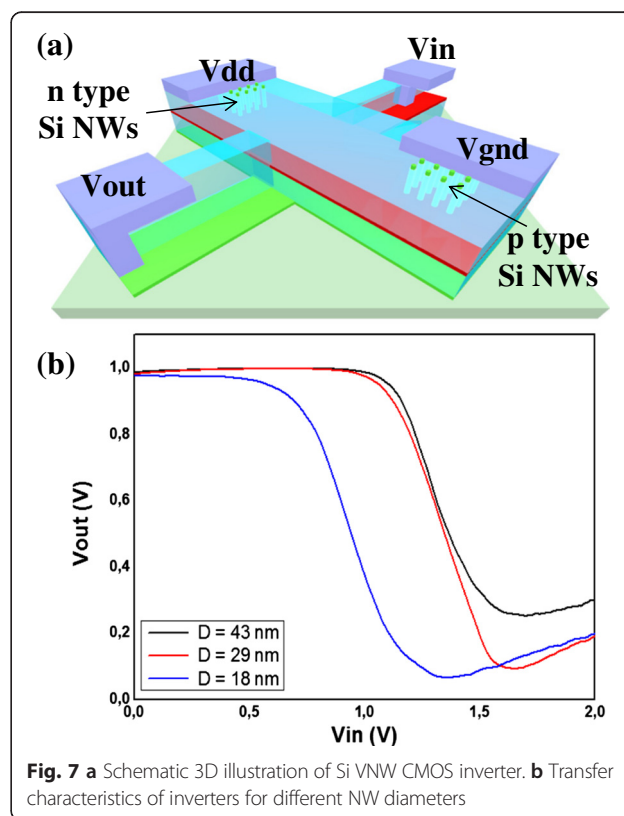 (a)
Vin
Vdd
n type
Si NWs
Vgnd
Vout
p type
Si NWs
(b)
1,0
0,8
0,6
0,4
0,2
0,0
Vout (V)
D = 43 nm
D = 29 nm
D = 18 nm
0,0
0,5
1,0
1,5
2,0
Vin (V)
Fig. 7 a Schematic 3D illustration of Si VNW CMOS inverter. b Transfer
characteristics of inverters for different NW diameters